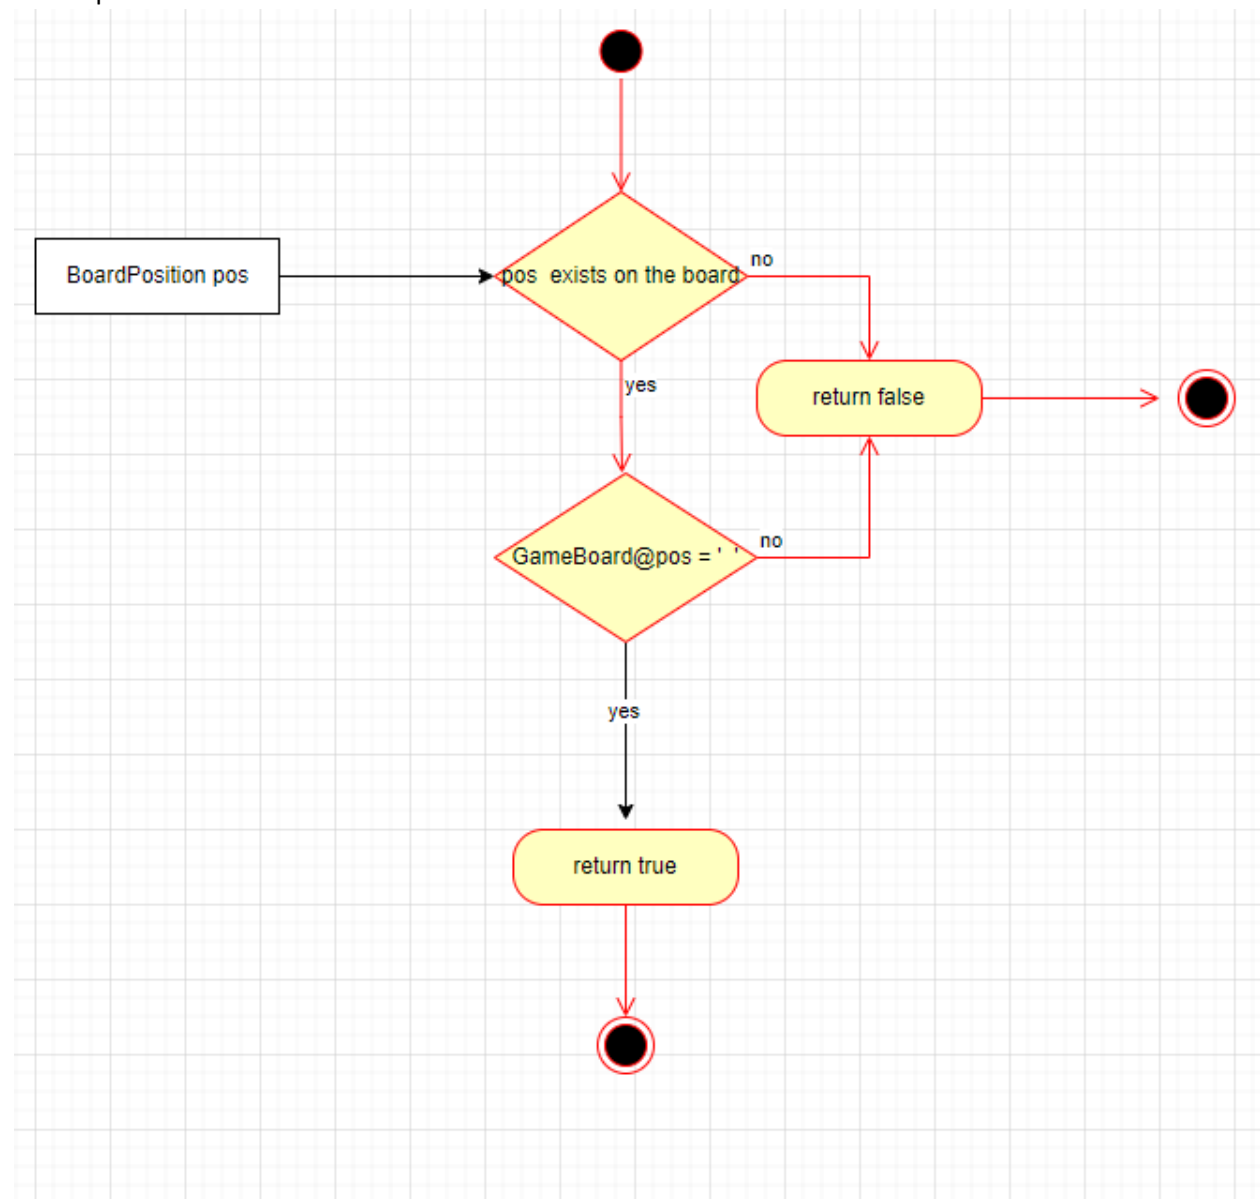 BoardPosition pos
pos  exists on the board
no
yes
return false
GameBoard@pos = '  '
no
yes
return true